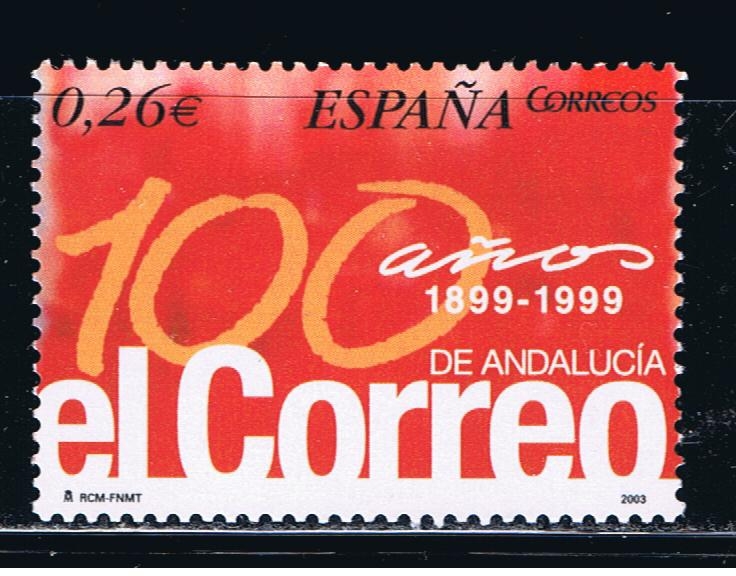 0,26€ ESPAÑA CORREOS
100 años
1899-1999
DE ANDALUCÍA
el Correo
RCM-FNMT 2003